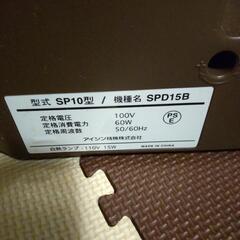 型式 SP10型 / 機種名 SPD15B
定格電圧 100V
定格消費電力 60W
定格周波数 50/60Hz
PSE
アイシン精機株式会社
白熱ランプ 110V 15W
MADE IN CHINA